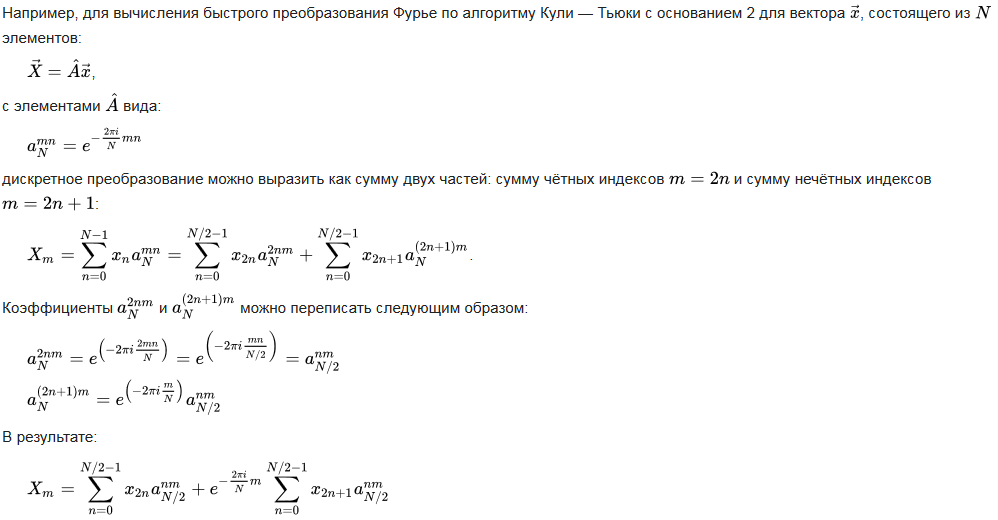 Например, для вычисления быстрого преобразования Фурье по алгоритму Кули — Тьюки с основанием 2 для вектора $\vec{x}$, состоящего из $N$
элементов:
$\vec{X} = \hat{A}\vec{x}$,
с элементами $\hat{A}$ вида:
$a_N^{mn} = e^{-\frac{2\pi i}{N}mn}$
дискретное преобразование можно выразить как сумму двух частей: сумму чётных индексов $m = 2n$ и сумму нечётных индексов
$m = 2n + 1$:
$X_m = \sum_{n=0}^{N-1} x_n a_N^{mn} = \sum_{n=0}^{N/2-1} x_{2n} a_N^{2nm} + \sum_{n=0}^{N/2-1} x_{2n+1} a_N^{(2n+1)m}$.
Коэффициенты $a_N^{2nm}$ и $a_N^{(2n+1)m}$ можно переписать следующим образом:
$a_N^{2nm} = e^{\left(-2\pi i \frac{2mn}{N}\right)} = e^{\left(-2\pi i \frac{mn}{N/2}\right)} = a_{N/2}^{nm}$
$a_N^{(2n+1)m} = e^{\left(-2\pi i \frac{m}{N}\right)} a_{N/2}^{nm}$
В результате:
$X_m = \sum_{n=0}^{N/2-1} x_{2n} a_{N/2}^{nm} + e^{-\frac{2\pi i}{N}m} \sum_{n=0}^{N/2-1} x_{2n+1} a_{N/2}^{nm}$